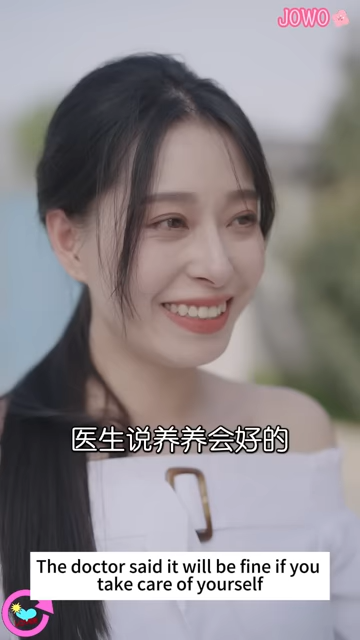 JOWO
医生说养养会好的
The doctor said it will be fine if you
take care of yourself